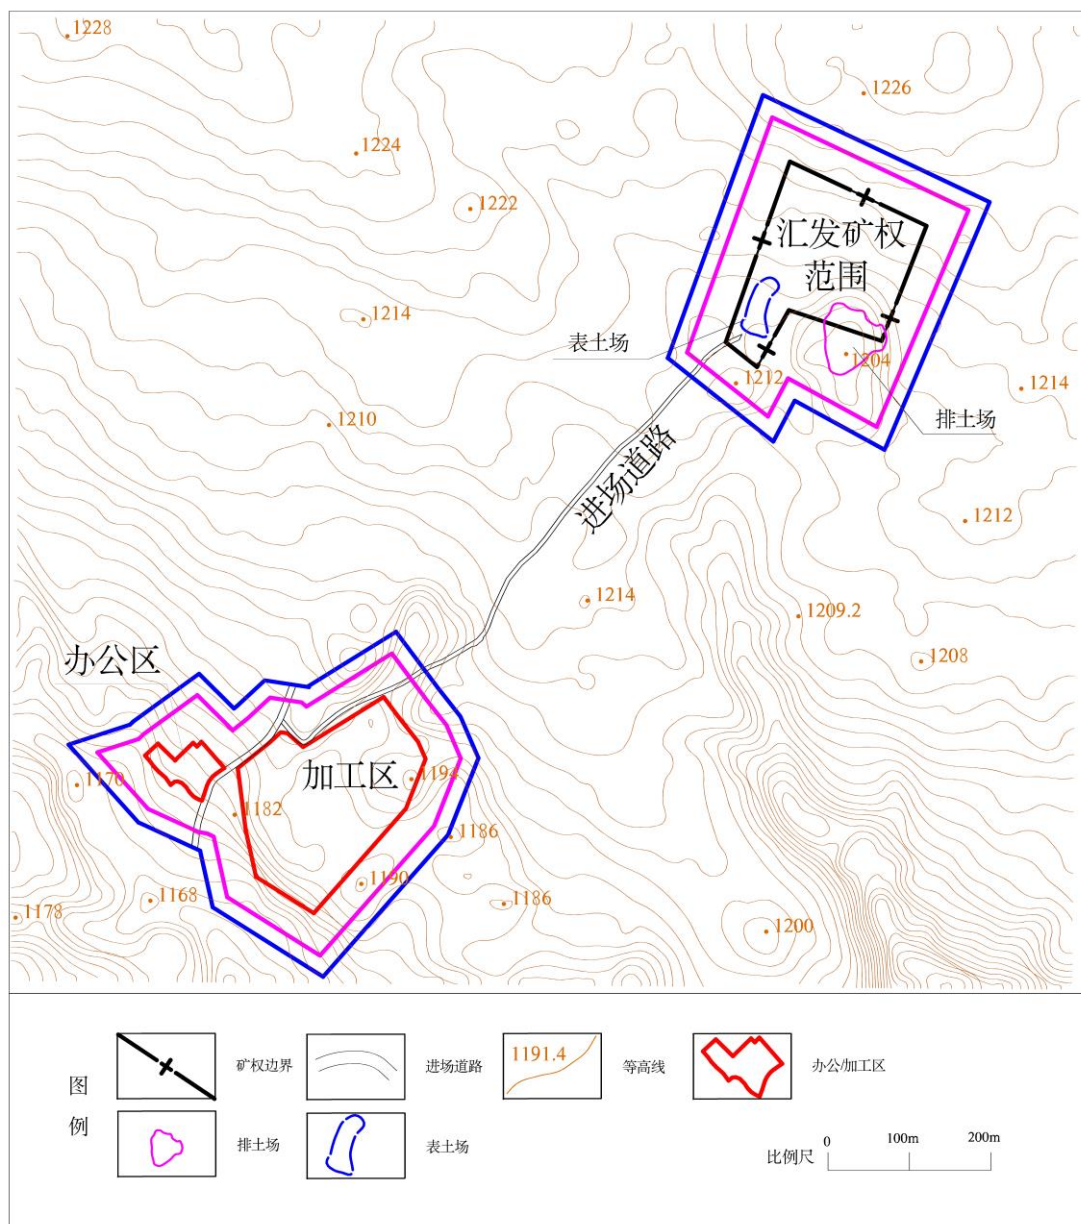 1228
1226
1224
1222
汇发矿权
范围
1214
表土场
1204
1212
1214
1210
排土场
进场道路
1212
1214
1209.2
办公区
1208
加工区
1170
1194
1182
1186
1190
1168
1186
1178
1200
图
例
矿权边界
进场道路
1191.4
等高线
办公/加工区
排土场
表土场
比例尺
0
100m
200m